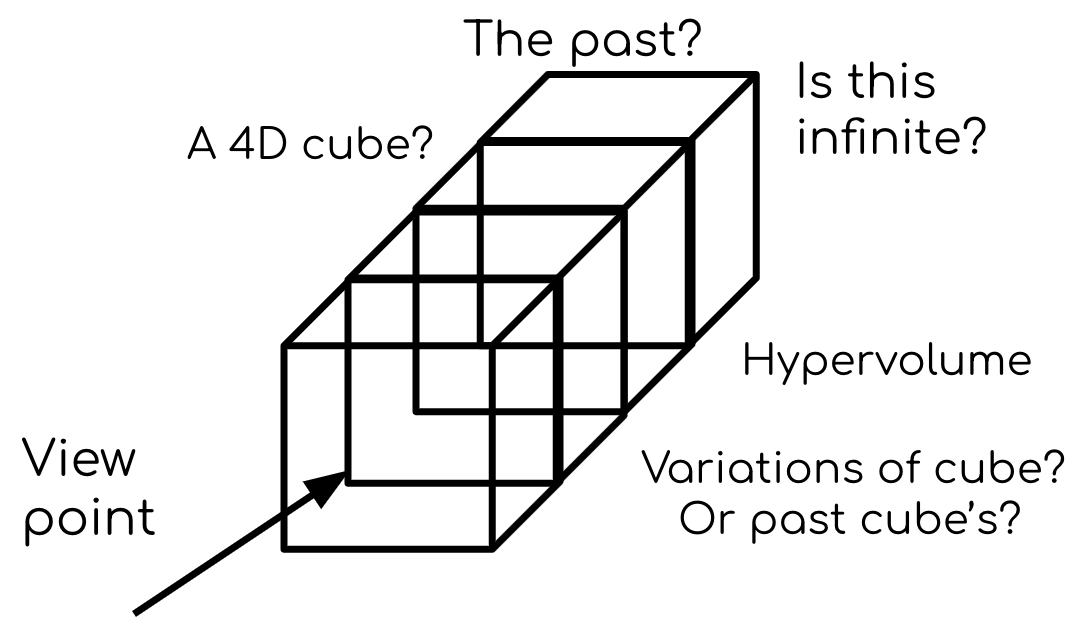 The past?
Is this
infinite?
A 4D cube?
Hypervolume
View
point
Variations of cube?
Or past cube's?